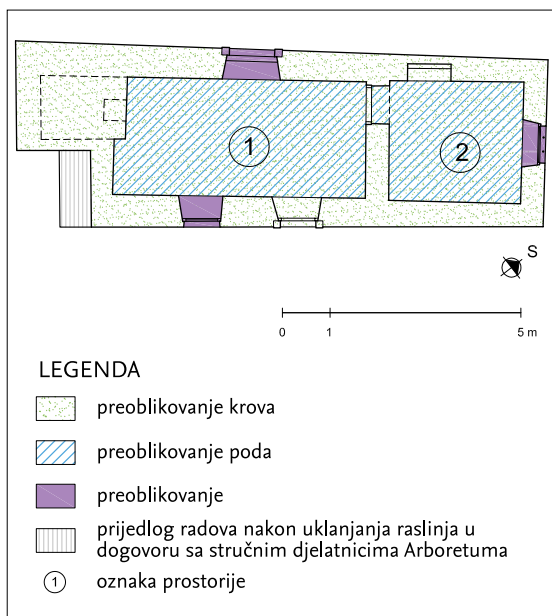 1
2
S
0 1 5 m
LEGENDA
preoblikovanje krova
preoblikovanje poda
preoblikovanje
prijedlog radova nakon uklanjanja raslinja u
dogovoru sa stručnim djelatnicima Arboretuma
1 oznaka prostorije